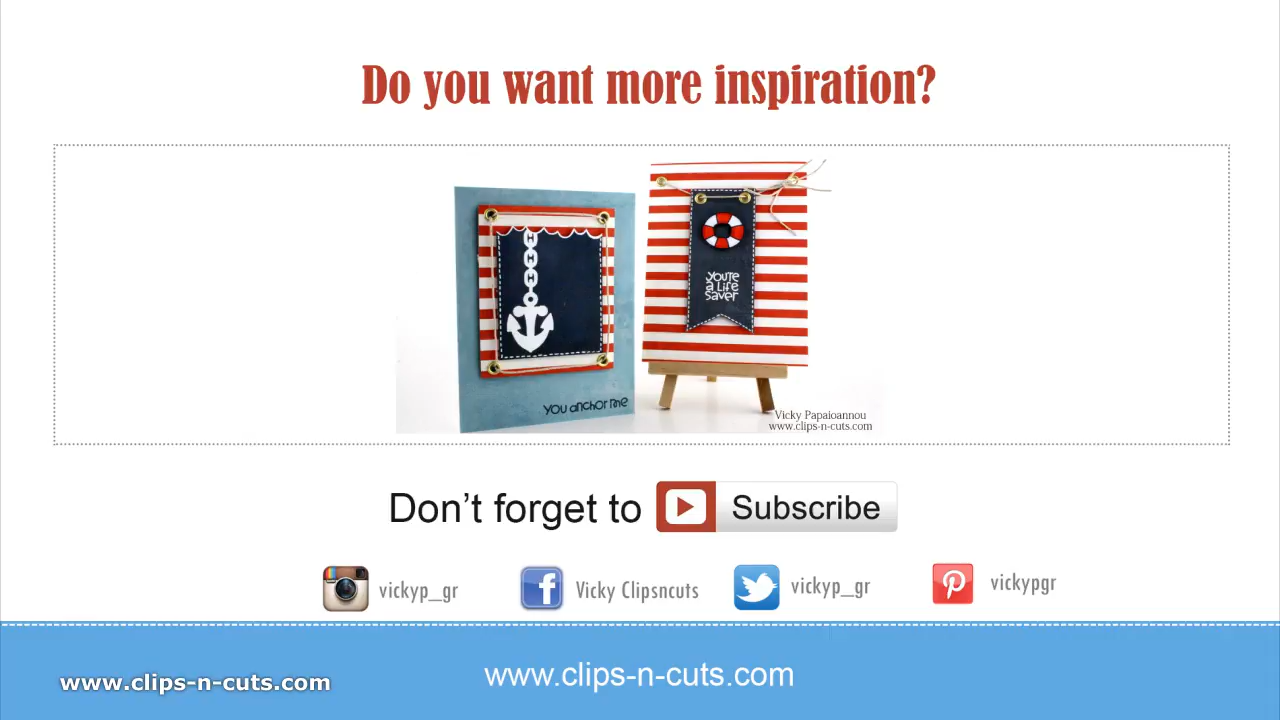 Do you want more inspiration?
you anchor me
you're
a life
saver
Vicky Papaioannou
www.clips-n-cuts.com
Don't forget to Subscribe
vickyp_gr
Vicky Clipsncuts
vickyp_gr
vickypgr
www.clips-n-cuts.com
www.clips-n-cuts.com